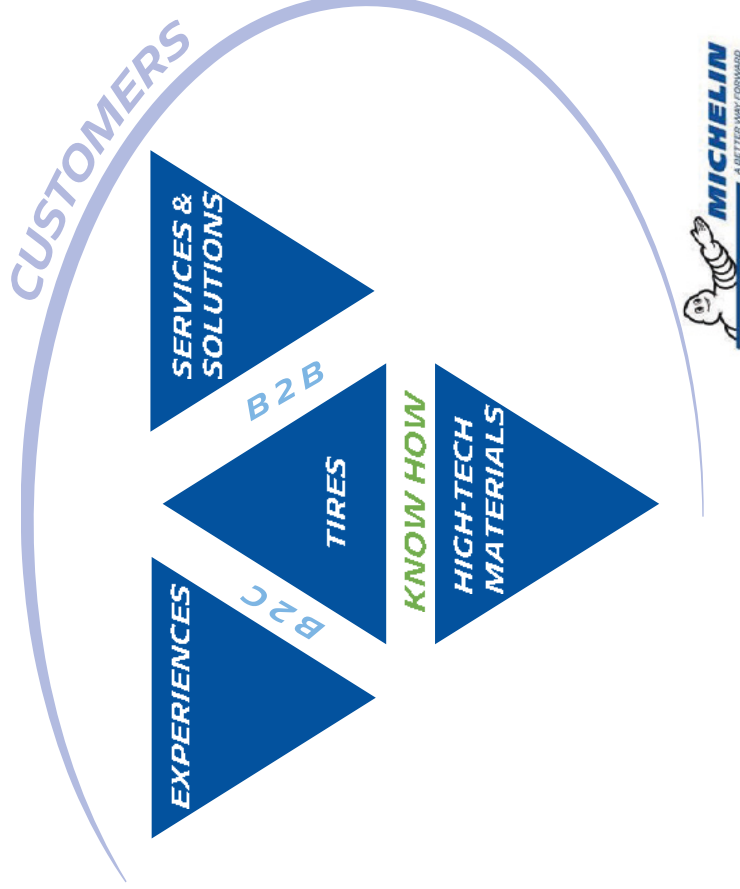 CUSTOMERS
EXPERIENCES
SERVICES &
SOLUTIONS
B2C
B2B
TIRES
KNOW HOW
HIGH-TECH
MATERIALS
MICHELIN
A BETTER WAY FORWARD